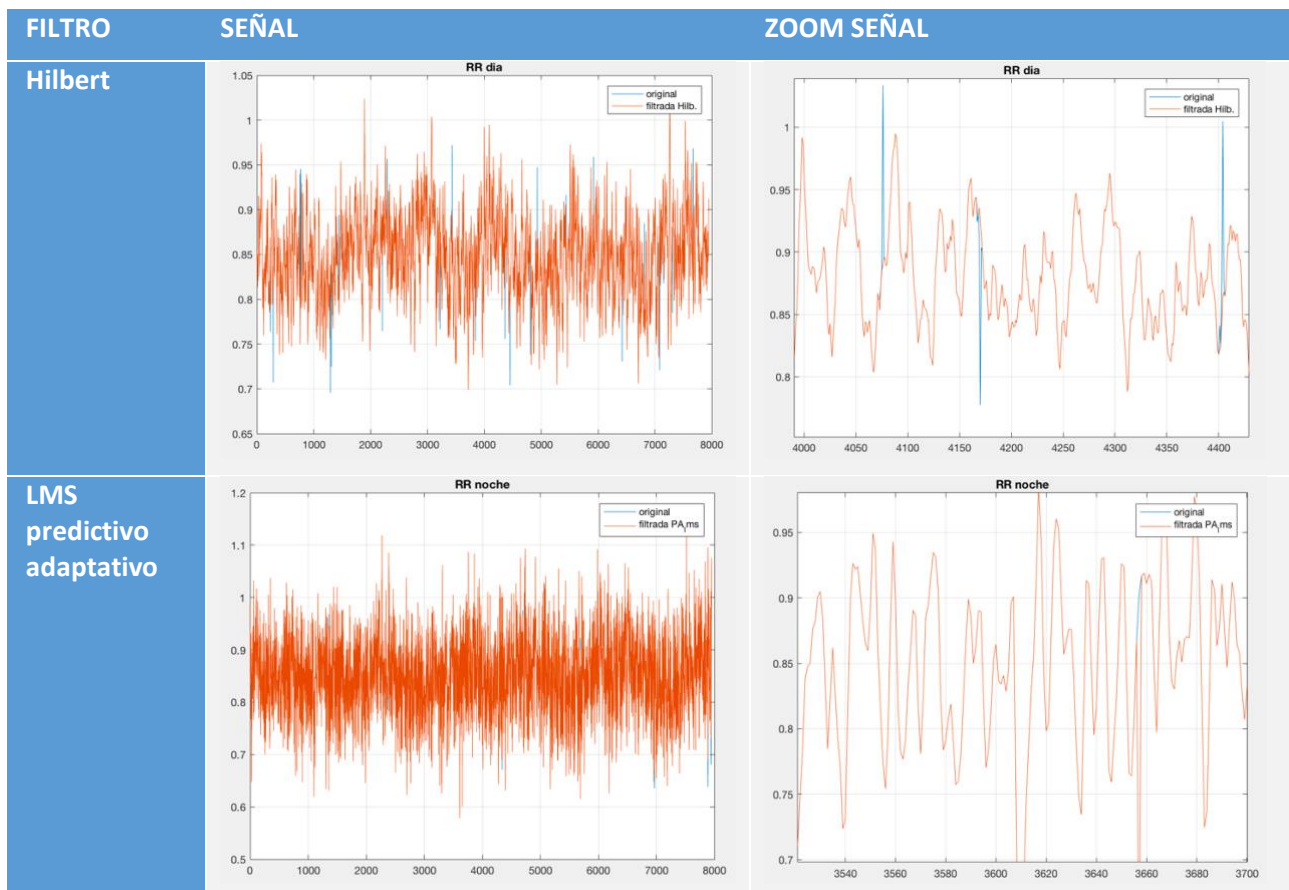 FILTRO SEÑAL ZOOM SEÑAL
Hilbert
RR dia
original
filtrada Hilb.
1.05
1
0.95
0.9
0.85
0.8
0.75
0.7
0.65
0 1000 2000 3000 4000 5000 6000 7000 8000
RR dia
original
filtrada Hilb.
1
0.95
0.9
0.85
0.8
4000 4050 4100 4150 4200 4250 4300 4350 4400
LMS
predictivo
adaptativo
RR noche
original
filtrada PAlms
1.2
1.1
1
0.9
0.8
0.7
0.6
0.5
0 1000 2000 3000 4000 5000 6000 7000 8000
RR noche
original
filtrada PAlms
0.95
0.9
0.85
0.8
0.75
0.7
3540 3560 3580 3600 3620 3640 3660 3680 3700